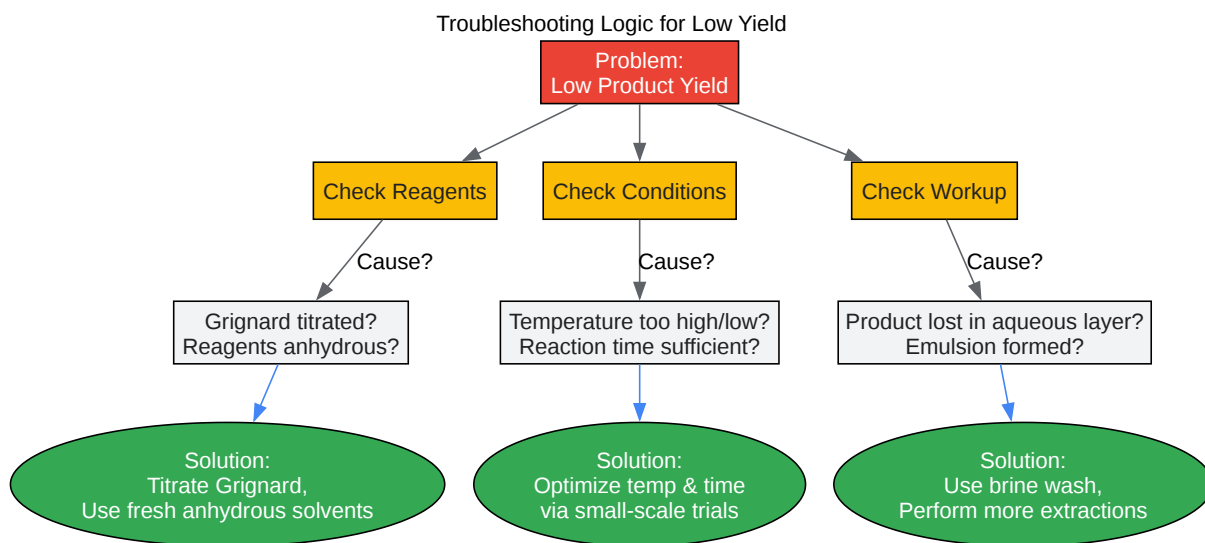 Troubleshooting Logic for Low Yield
Problem:
Low Product Yield
Check Reagents
Check Conditions
Check Workup
Cause?
Cause?
Cause?
Grignard titrated?
Reagents anhydrous?
Temperature too high/low?
Reaction time sufficient?
Product lost in aqueous layer?
Emulsion formed?
Solution:
Titrate Grignard,
Use fresh anhydrous solvents
Solution:
Optimize temp & time
via small-scale trials
Solution:
Use brine wash,
Perform more extractions